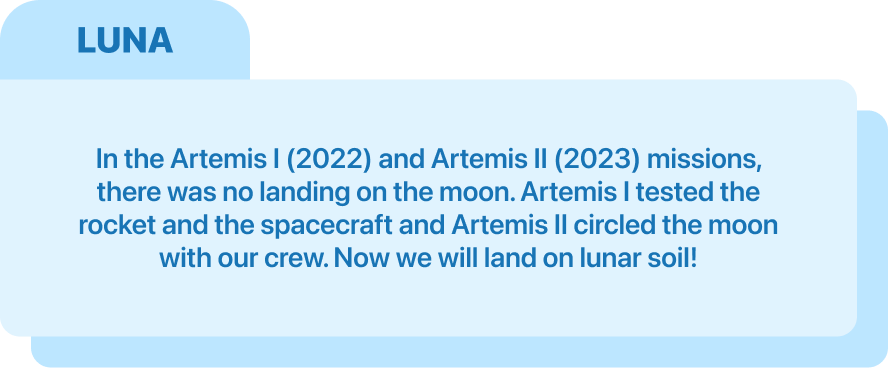 LUNA
In the Artemis I (2022) and Artemis II (2023) missions,
there was no landing on the moon. Artemis I tested the
rocket and the spacecraft and Artemis II circled the moon
with our crew. Now we will land on lunar soil!